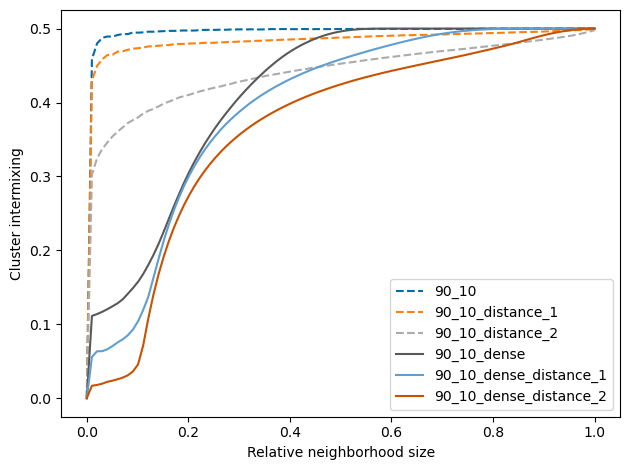 0.5
0.4
0.3
0.2
0.1
0.0
Cluster intermixing
0.0 0.2 0.4 0.6 0.8 1.0
Relative neighborhood size
90_10
90_10_distance_1
90_10_distance_2
90_10_dense
90_10_dense_distance_1
90_10_dense_distance_2